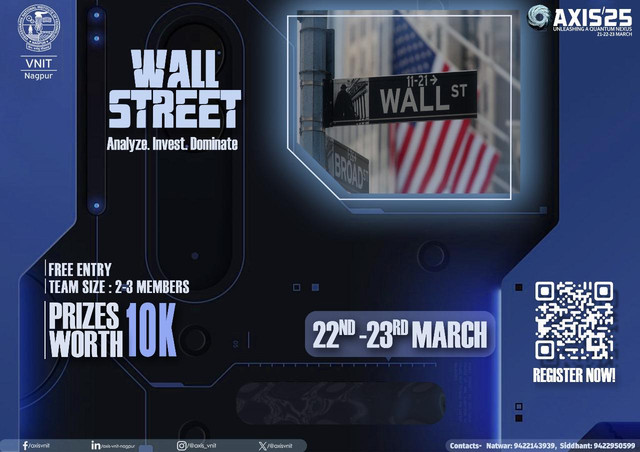 VNIT
Nagpur
AXIS'25
UNLEASHING A QUANTUM NEXUS
21-22-23 MARCH
WALL
STREET
Analyze. Invest. Dominate
11-21→
WALL ST
BROAD ST
FREE ENTRY
TEAM SIZE : 2-3 MEMBERS
PRIZES
WORTH 10K
22ND -23RD MARCH
REGISTER NOW!
/axisvnit
/axis-vnit-nagpur
/axis_vnit
/axisvnit
Contacts- Natwar: 9422143939, Siddhant: 9422950599